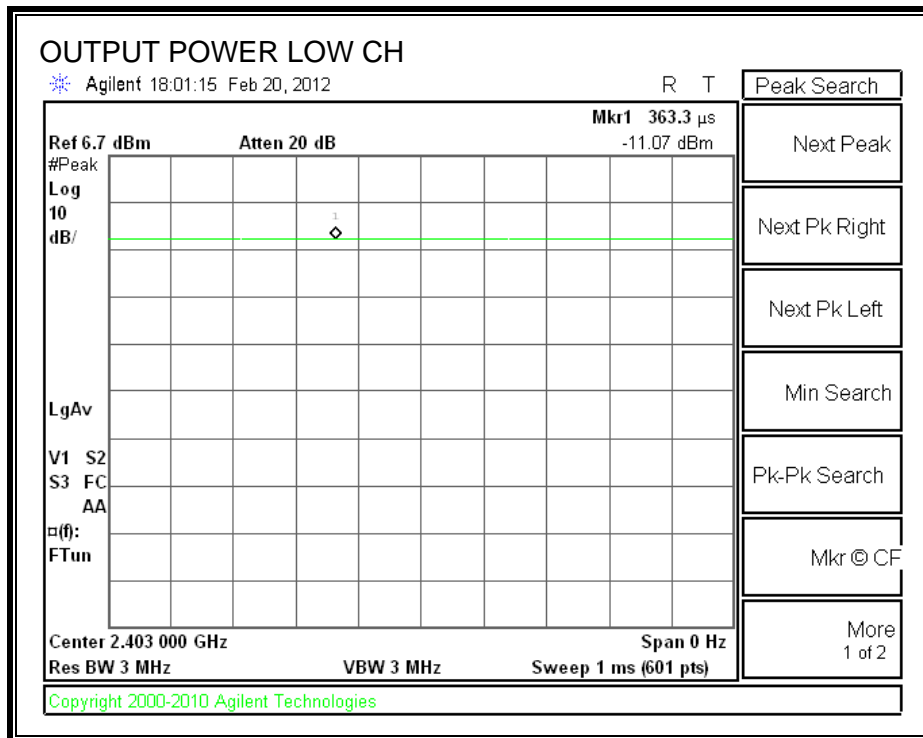 OUTPUT POWER LOW CH
Agilent 18:01:15 Feb 20, 2012
R T
Peak Search
Mkr1 363.3 µs
Ref 6.7 dBm
Atten 20 dB
-11.07 dBm
Next Peak
#Peak
Log
10
dB/
1
Next Pk Right
Next Pk Left
Min Search
LgAv
V1 S2
S3 FC
AA
Pk-Pk Search
¤(f):
FTun
Mkr © CF
Center 2.403 000 GHz
Span 0 Hz
Res BW 3 MHz
VBW 3 MHz
Sweep 1 ms (601 pts)
More
1 of 2
Copyright 2000-2010 Agilent Technologies